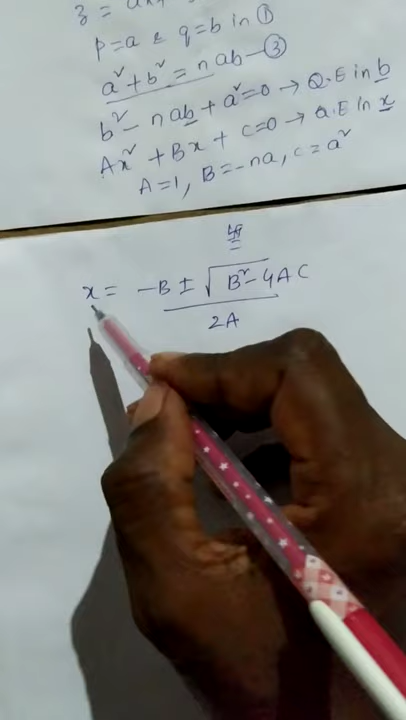 z = ax+
p=a & q=b in ①
a² + b² = nab — ③
b² - nab + a² = 0 → Q.E in b
Ax² + Bx + c=0 → Q.E in x
A=1, B=-na, c = a²
x = -B ± √B²-4AC
2A